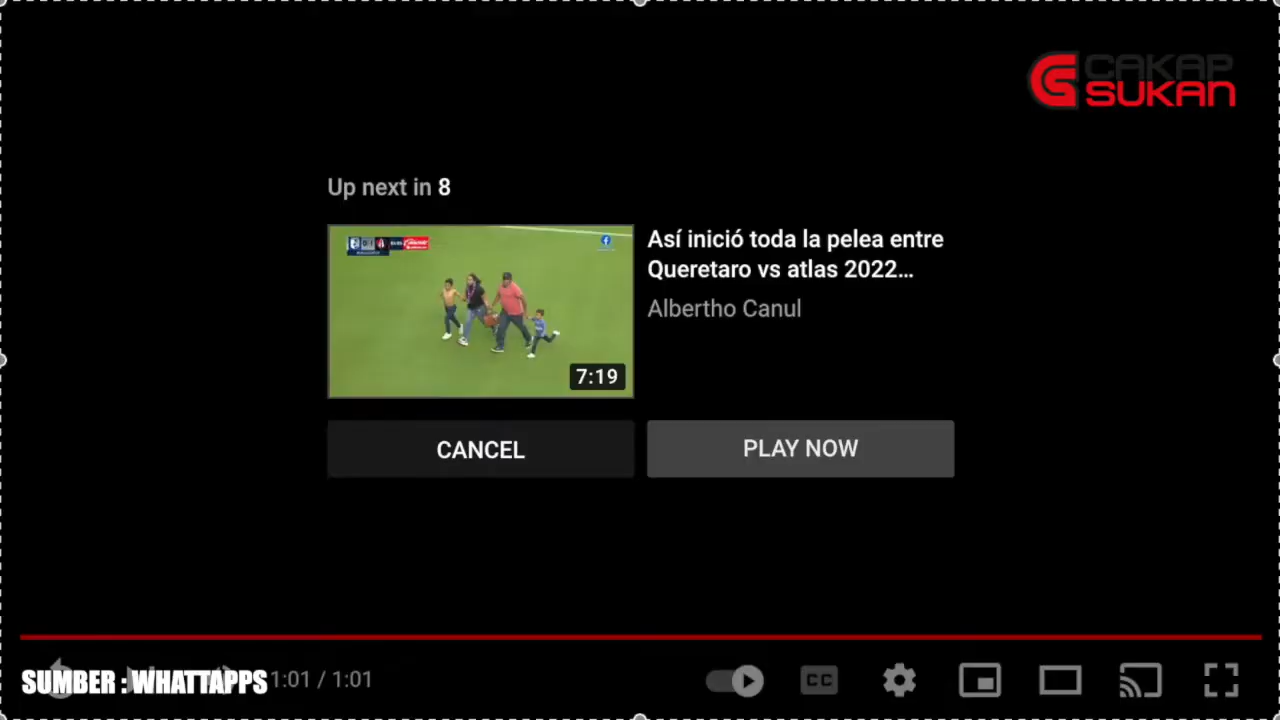 CAKAP
SUKAN
Up next in 8
Así inició toda la pelea entre
Queretaro vs atlas 2022...
Albertho Canul
7:19
CANCEL
PLAY NOW
SUMBER : WHATTAPPS
1:01 / 1:01
CC